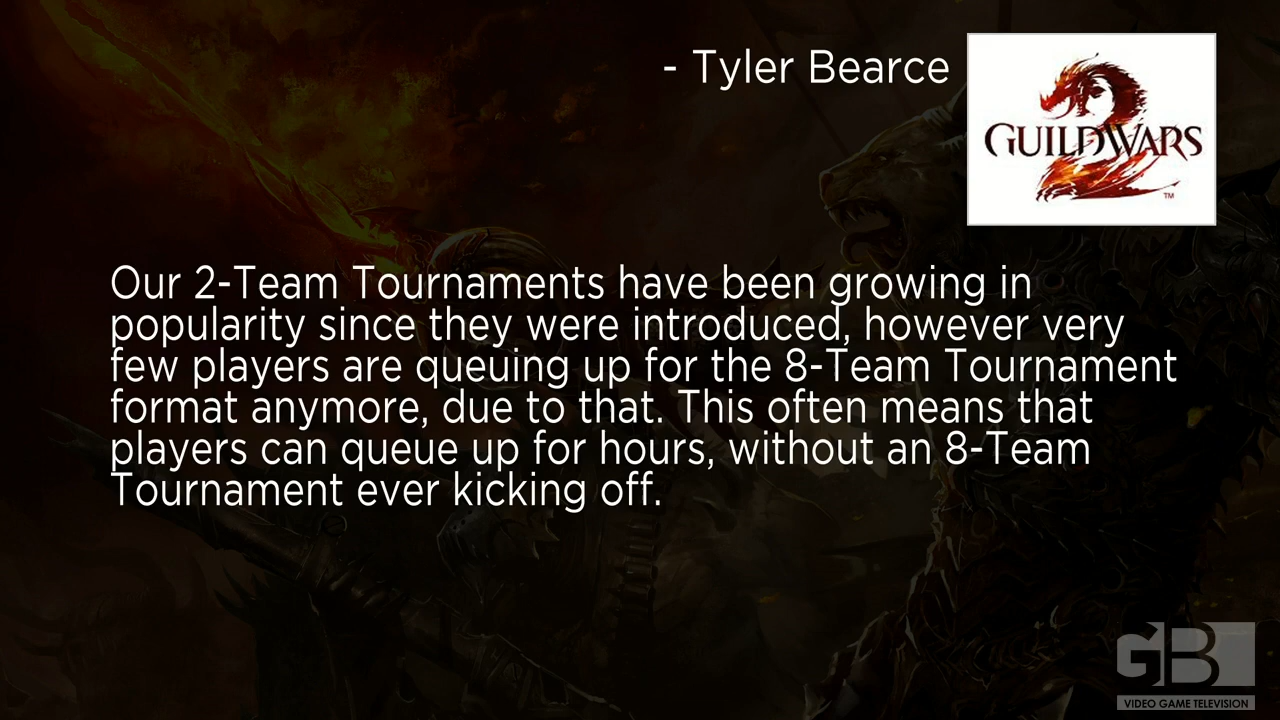 - Tyler Bearce
GUILDWARS
2
TM
Our 2-Team Tournaments have been growing in
popularity since they were introduced, however very
few players are queuing up for the 8-Team Tournament
format anymore, due to that. This often means that
players can queue up for hours, without an 8-Team
Tournament ever kicking off.
GB
VIDEO GAME TELEVISION